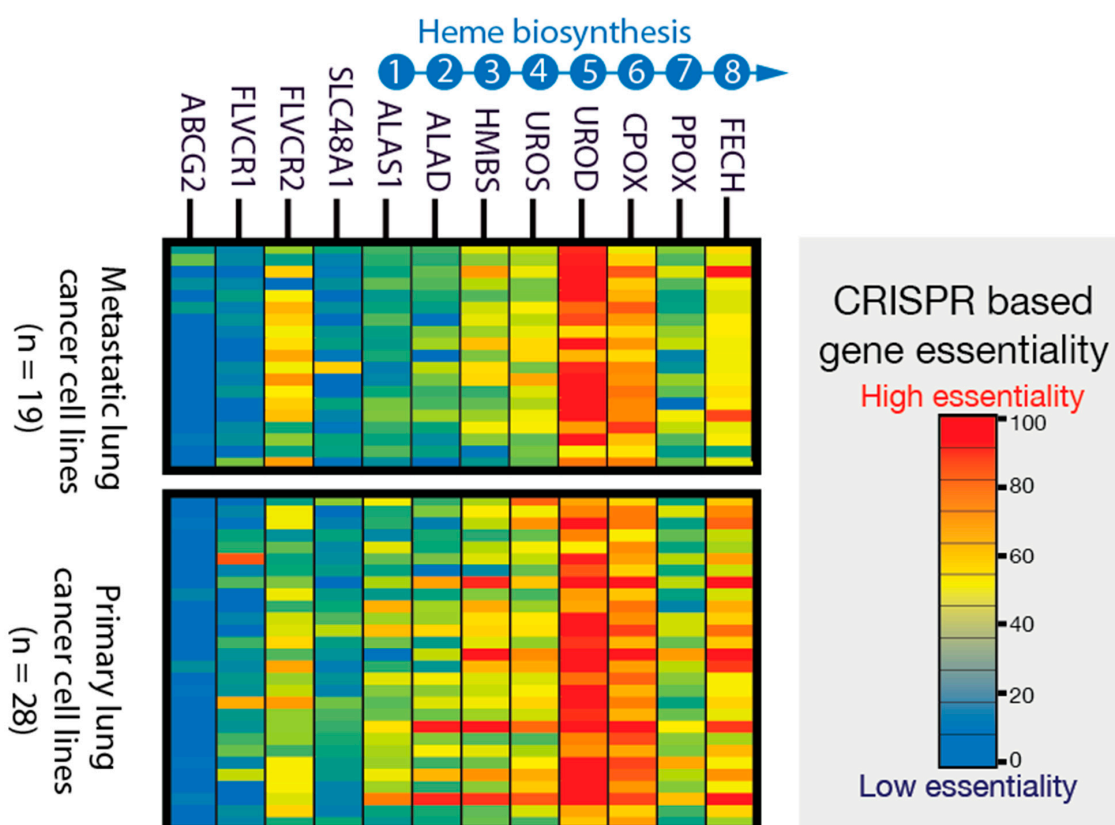 Heme biosynthesis
1 2 3 4 5 6 7 8
ABCG2
FLVCR1
FLVCR2
SLC48A1
ALAS1
ALAD
HMBS
UROS
UROD
CPOX
PPOX
FECH
Metastatic lung
cancer cell lines
(n = 19)
Primary lung
cancer cell lines
(n = 28)
CRISPR based
gene essentiality
High essentiality
100
80
60
40
20
0
Low essentiality